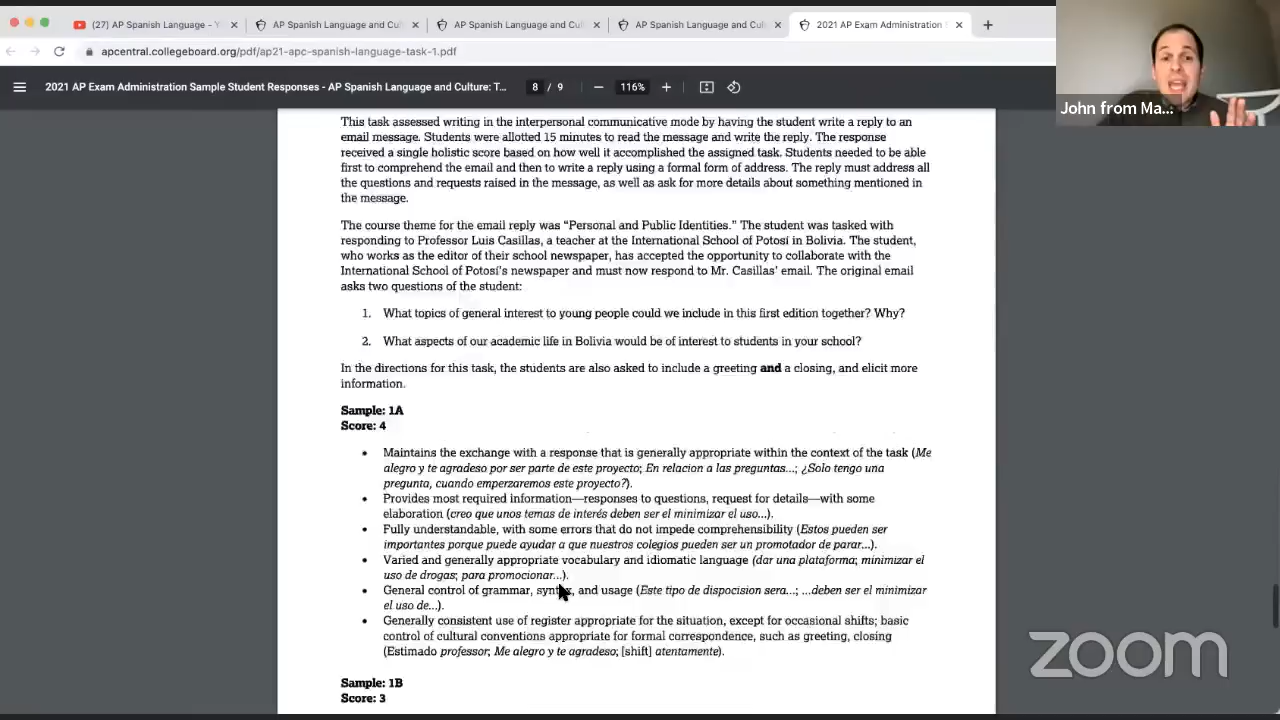 (27) AP Spanish Language -
AP Spanish Language and Cult
AP Spanish Language and Cul
AP Spanish Language and Cul
2021 AP Exam Administration
apcentral.collegeboard.org/pdf/ap21-apc-spanish-language-task-1.pdf
2021 AP Exam Administration Sample Student Responses - AP Spanish Language and Culture: T...
8 / 9
116%
John from Ma...
This task assessed writing in the interpersonal communicative mode by having the student write a reply to an
email message. Students were allotted 15 minutes to read the message and write the reply. The response
received a single holistic score based on how well it accomplished the assigned task. Students needed to be able
first to comprehend the email and then to write a reply using a formal form of address. The reply must address all
the questions and requests raised in the message, as well as ask for more details about something mentioned in
the message.
The course theme for the email reply was “Personal and Public Identities.” The student was tasked with
responding to Professor Luis Casillas, a teacher at the International School of Potosí in Bolivia. The student,
who works as the editor of their school newspaper, has accepted the opportunity to collaborate with the
International School of Potosí’s newspaper and must now respond to Mr. Casillas’ email. The original email
asks two questions of the student:
1. What topics of general interest to young people could we include in this first edition together? Why?
2. What aspects of our academic life in Bolivia would be of interest to students in your school?
In the directions for this task, the students are also asked to include a greeting and a closing, and elicit more
information.
Sample: 1A
Score: 4
• Maintains the exchange with a response that is generally appropriate within the context of the task (Me
alegro y te agradeso por ser parte de este proyecto; En relacion a las preguntas...; ¿Solo tengo una
pregunta, cuando emperzaremos este proyecto?).
• Provides most required information—responses to questions, request for details—with some
elaboration (creo que unos temas de interés deben ser el minimizar el uso...).
• Fully understandable, with some errors that do not impede comprehensibility (Estos pueden ser
importantes porque puede ayudar a que nuestros colegios pueden ser un promotador de parar...).
• Varied and generally appropriate vocabulary and idiomatic language (dar una plataforma; minimizar el
uso de drogas; para promocionar...).
• General control of grammar, syntax, and usage (Este tipo de dispocision sera...; ...deben ser el minimizar
el uso de...).
• Generally consistent use of register appropriate for the situation, except for occasional shifts; basic
control of cultural conventions appropriate for formal correspondence, such as greeting, closing
(Estimado professor; Me alegro y te agradeso; [shift] atentamente).
Sample: 1B
Score: 3
zoom